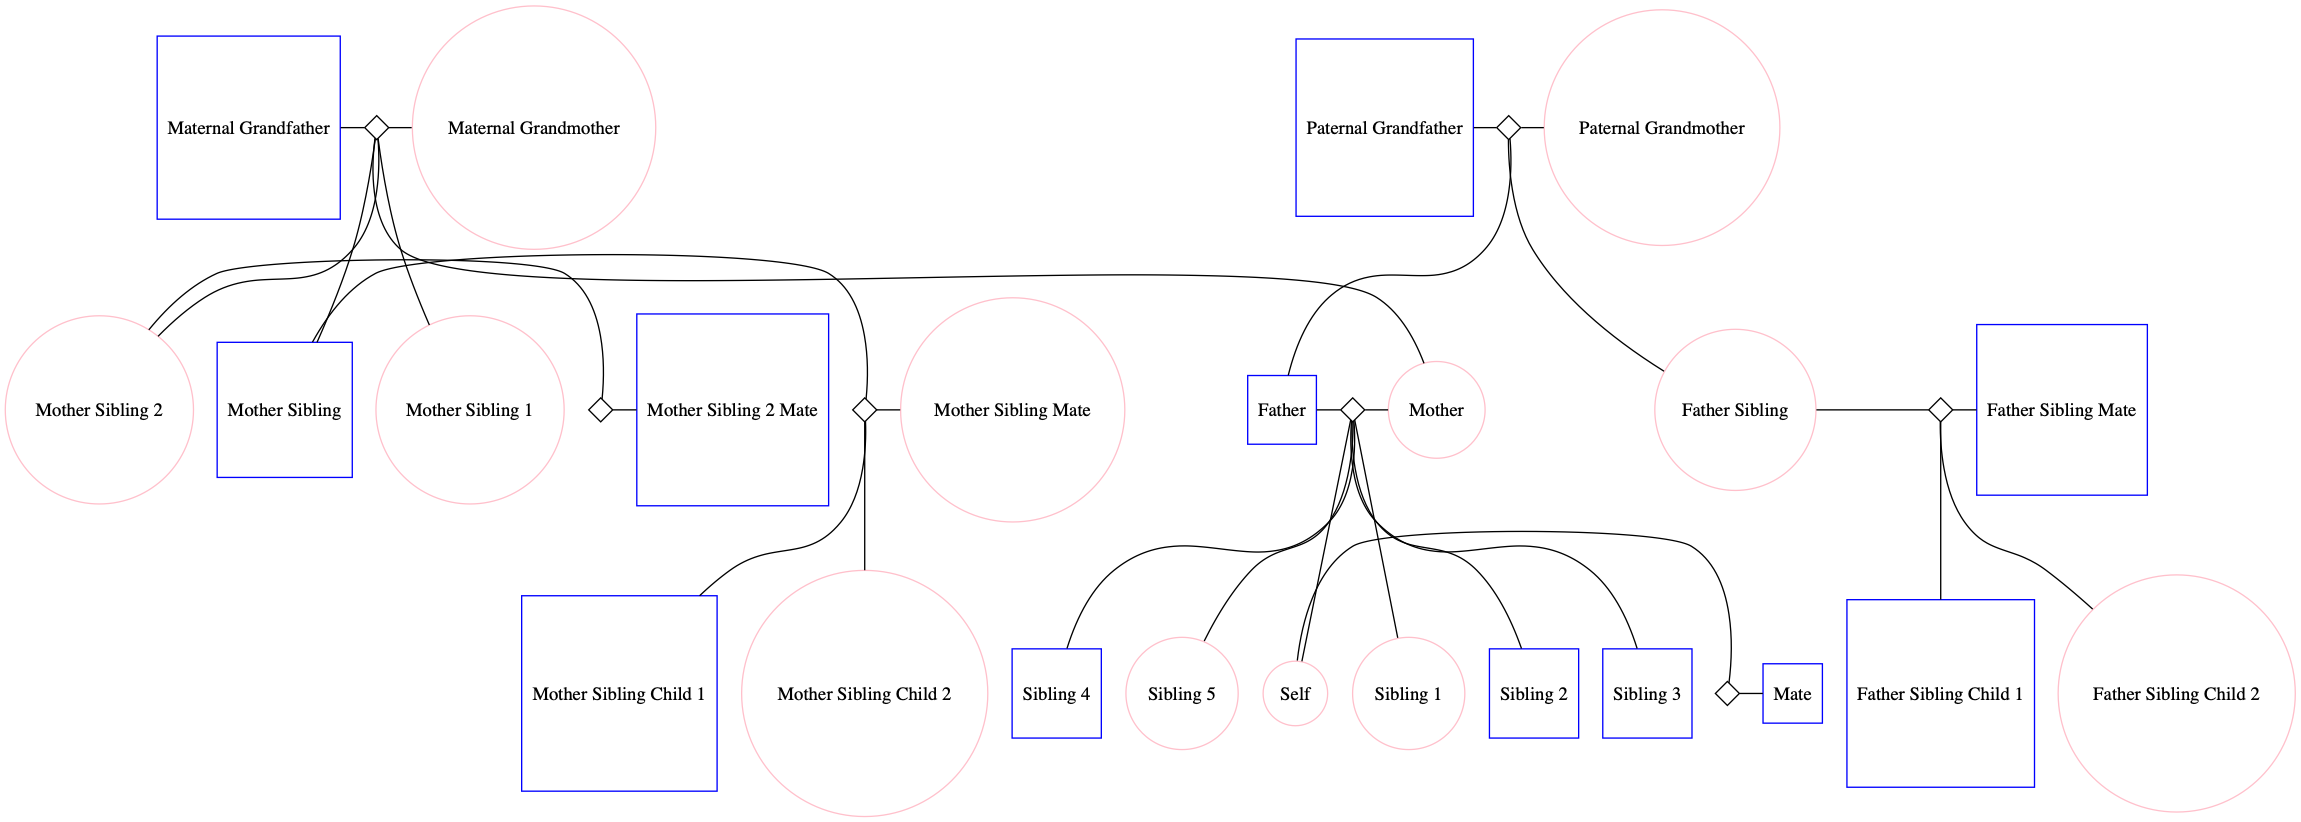 Maternal Grandfather
Maternal Grandmother
Paternal Grandfather
Paternal Grandmother
Mother Sibling 2
Mother Sibling
Mother Sibling 1
Mother Sibling 2 Mate
Mother Sibling Mate
Father
Mother
Father Sibling
Father Sibling Mate
Mother Sibling Child 1
Mother Sibling Child 2
Sibling 4
Sibling 5
Self
Sibling 1
Sibling 2
Sibling 3
Mate
Father Sibling Child 1
Father Sibling Child 2